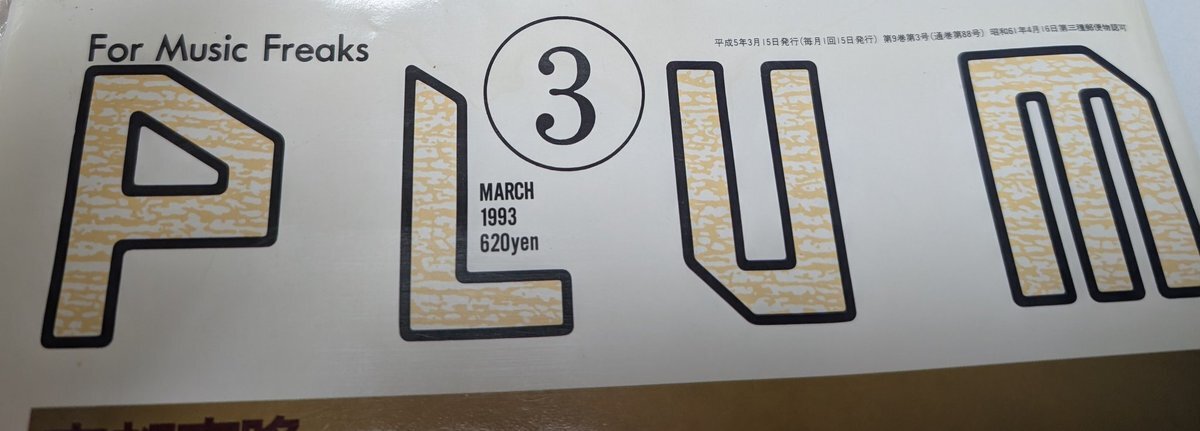 For Music Freaks
平成5年3月15日発行(毎月1回15日発行) 第9巻第3号(通巻第88号) 昭和61年4月16日第三種郵便物認可
PLUM
3
MARCH
1993
620yen